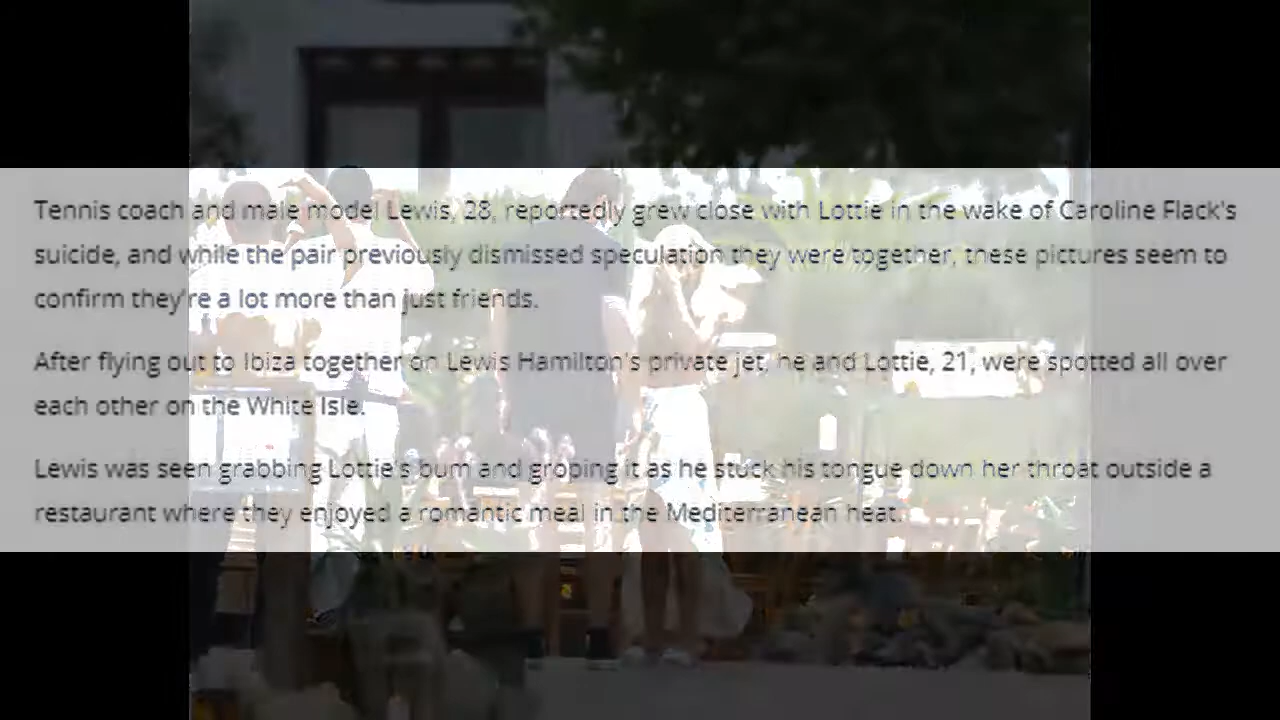 Tennis coach and male model Lewis, 28, reportedly grew close with Lottie in the wake of Caroline Flack's
suicide, and while the pair previously dismissed speculation they were together, these pictures seem to
confirm they're a lot more than just friends.
After flying out to Ibiza together on Lewis Hamilton's private jet, he and Lottie, 21, were spotted all over
each other on the White Isle.
Lewis was seen grabbing Lottie's bum and groping it as he stuck his tongue down her throat outside a
restaurant where they enjoyed a romantic meal in the Mediterranean heat.